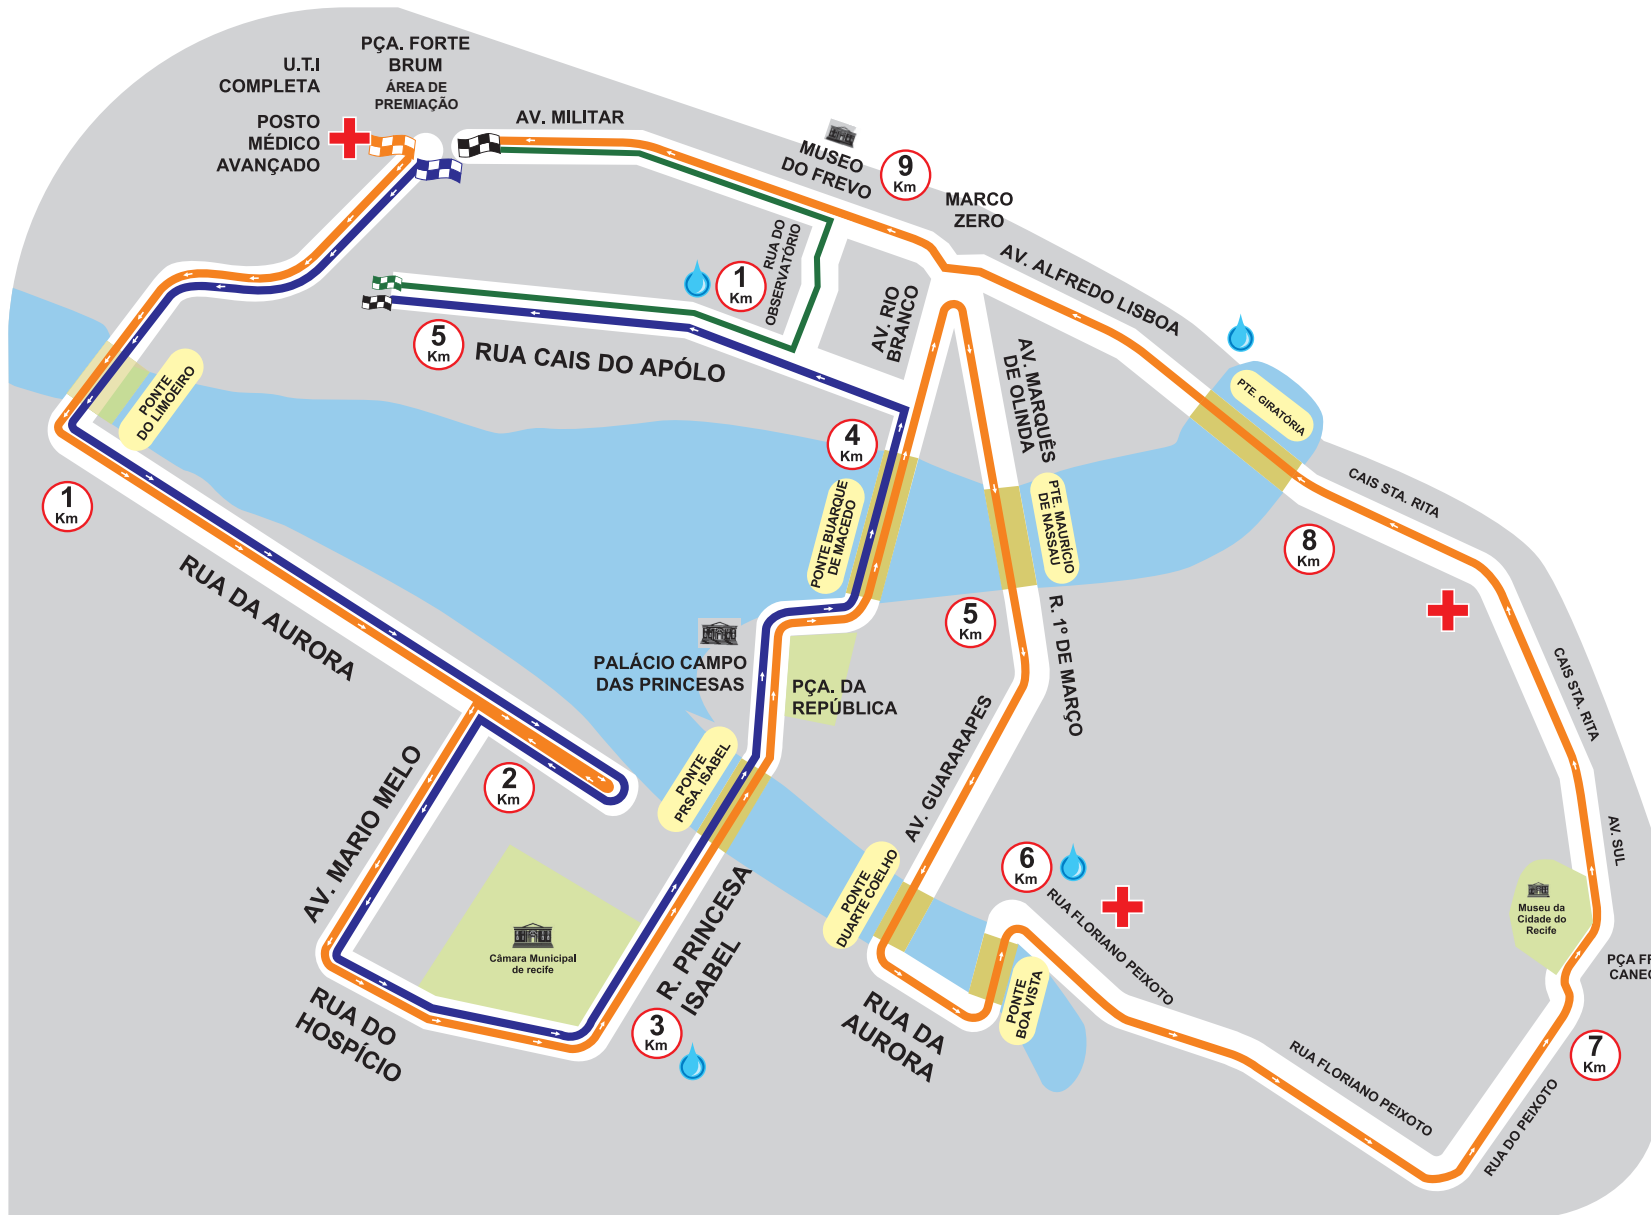 PÇA. FORTE
BRUM
ÁREA DE
PREMIAÇÃO
U.T.I
COMPLETA
POSTO
MÉDICO
AVANÇADO
AV. MILITAR
MUSEO
DO FREVO
9
Km
MARCO
ZERO
AV. ALFREDO LISBOA
1
Km
RUA DO
OBSERVATÓRIO
AV. RIO
BRANCO
5
Km
RUA CAIS DO APÓLO
AV. MARQUÊS
DE OLINDA
PTE. GIRATÓRIA
PONTE
DO LIMOEIRO
4
Km
CAIS STA. RITA
1
Km
PONTE BUARQUE
DE MACEDO
PTE. MAURÍCIO
DE NASSAU
8
Km
RUA DA AURORA
5
Km
R. 1º DE MARÇO
PALÁCIO CAMPO
DAS PRINCESAS
PÇA. DA
REPÚBLICA
CAIS STA. RITA
AV. GUARARAPES
PONTE
PRSA. ISABEL
2
Km
AV. MARIO MELO
AV. SUL
6
Km
PONTE
DUARTE COELHO
RUA FLORIANO PEIXOTO
Museu da
Cidade do
Recife
R. PRINCESA
ISABEL
Câmara Municipal
de recife
PÇA FR
CANEC
PONTE
BOA VISTA
RUA DO
HOSPÍCIO
3
Km
RUA DA
AURORA
7
Km
RUA FLORIANO PEIXOTO
RUA DO PEIXOTO